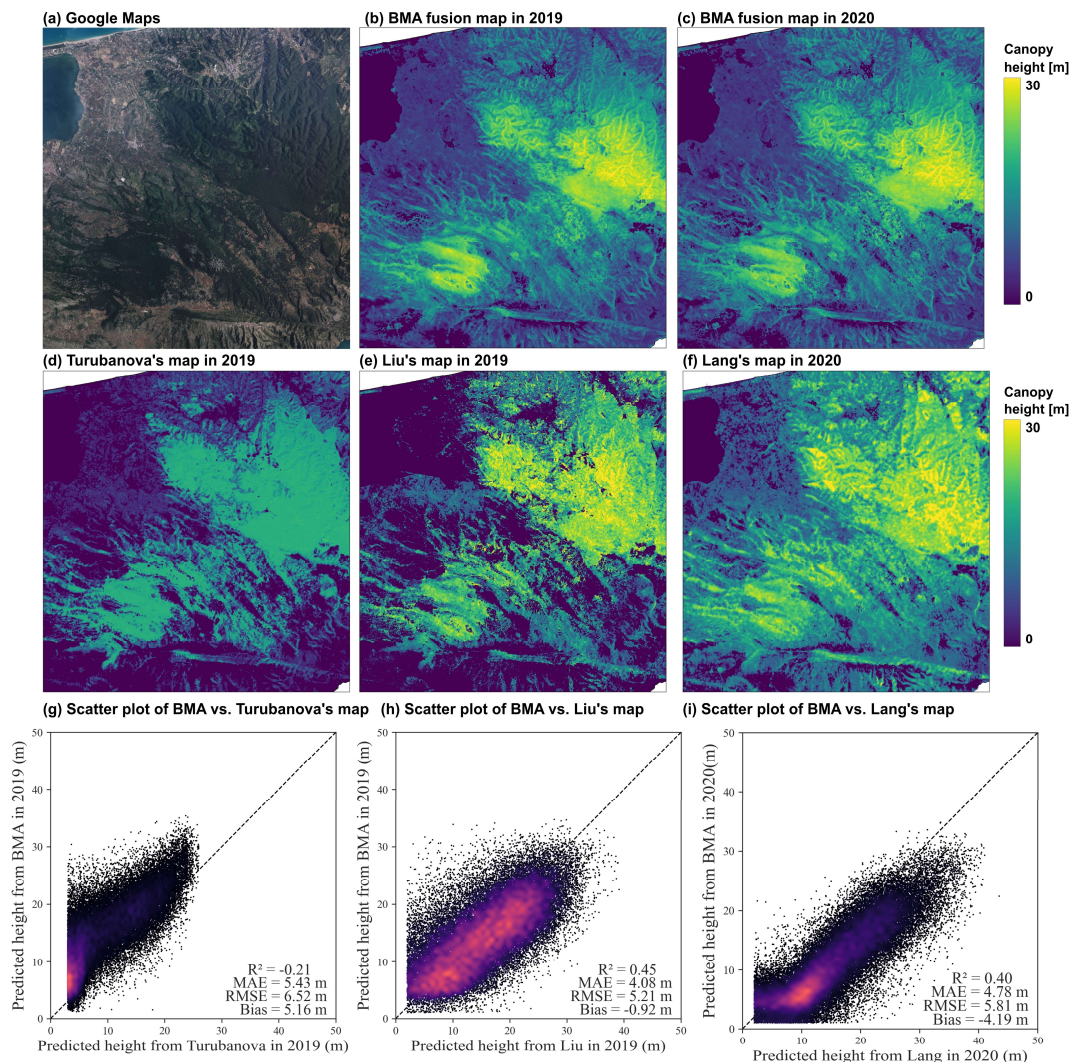 (a) Google Maps
(b) BMA fusion map in 2019
(c) BMA fusion map in 2020
Canopy
height [m]
30
0
(d) Turubanova's map in 2019
(e) Liu's map in 2019
(f) Lang's map in 2020
Canopy
height [m]
30
0
(g) Scatter plot of BMA vs. Turubanova's map
(h) Scatter plot of BMA vs. Liu's map
(i) Scatter plot of BMA vs. Lang's map
Predicted height from BMA in 2019 (m)
50
40
30
20
10
0
R² = -0.21
MAE = 5.43 m
RMSE = 6.52 m
Bias = 5.16 m
0 10 20 30 40 50
Predicted height from Turubanova in 2019 (m)
Predicted height from BMA in 2019 (m)
50
40
30
20
10
0
R² = 0.45
MAE = 4.08 m
RMSE = 5.21 m
Bias = -0.92 m
0 10 20 30 40 50
Predicted height from Liu in 2019 (m)
Predicted height from BMA in 2020(m)
50
40
30
20
10
0
R² = 0.40
MAE = 4.78 m
RMSE = 5.81 m
Bias = -4.19 m
0 10 20 30 40 50
Predicted height from Lang in 2020 (m)